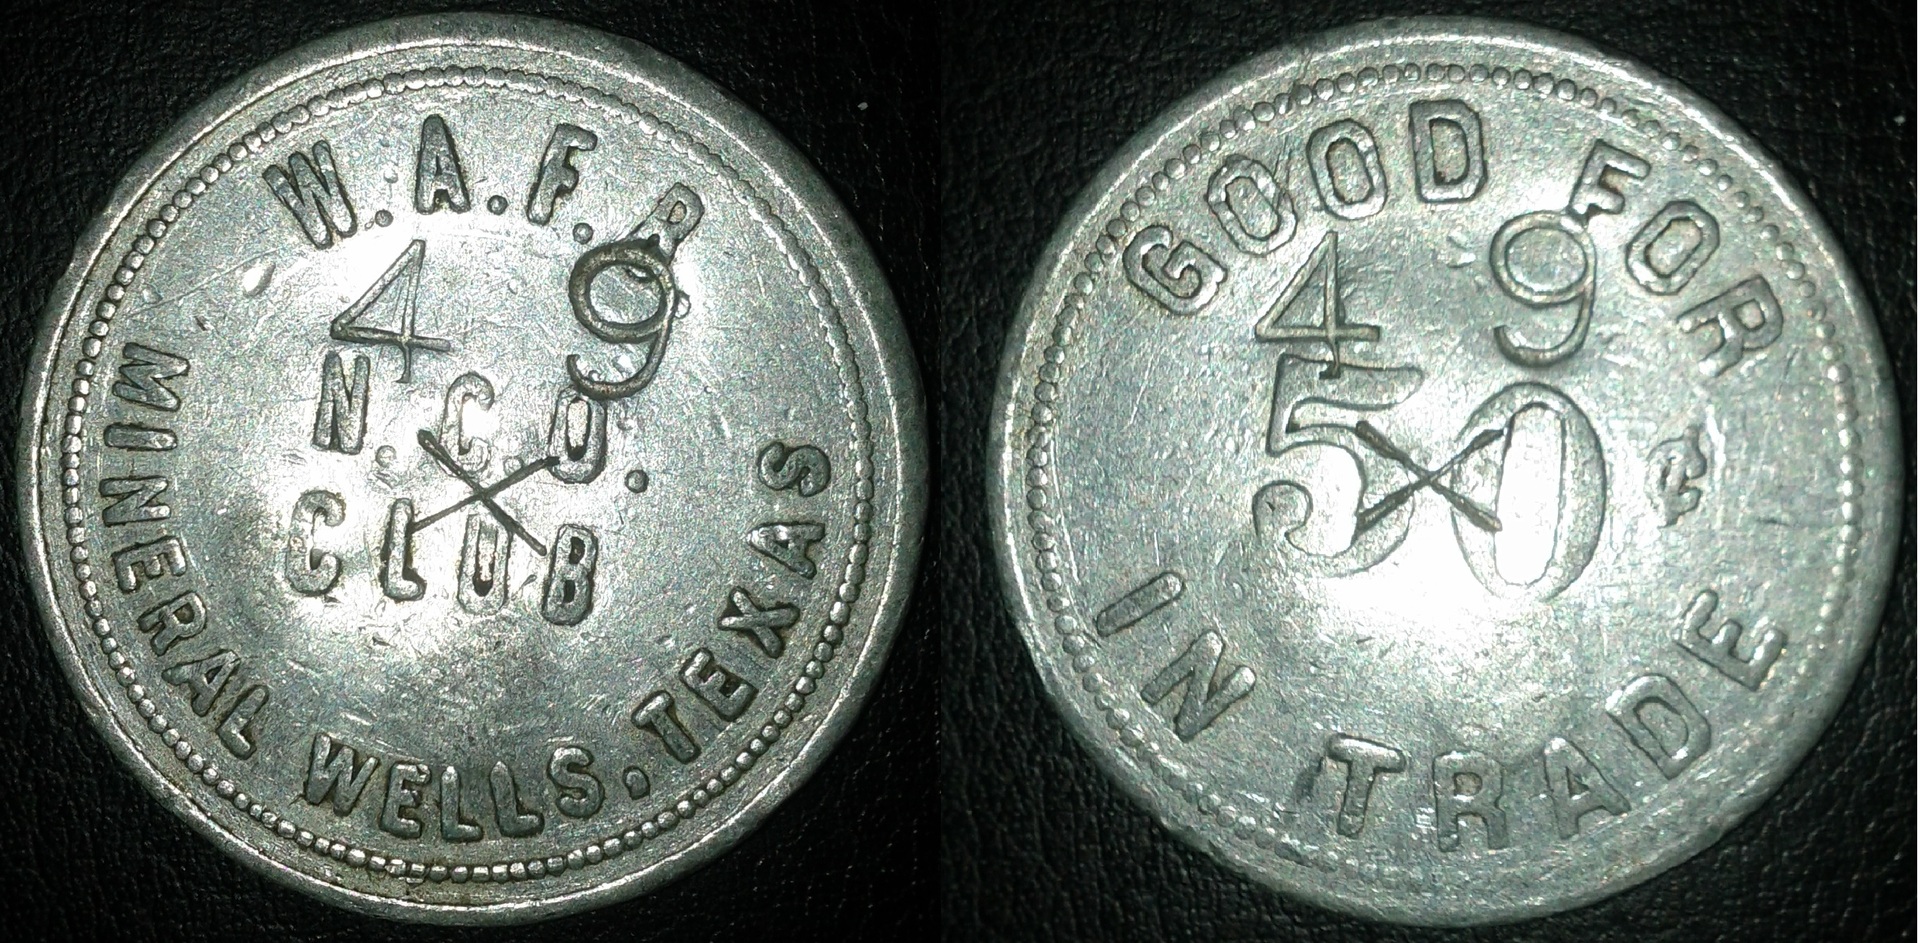 W.A.F.B
4 9
N.C.O.
CLUB
MINERAL WELLS, TEXAS
GOOD FOR
4 9
50 ¢
IN TRADE